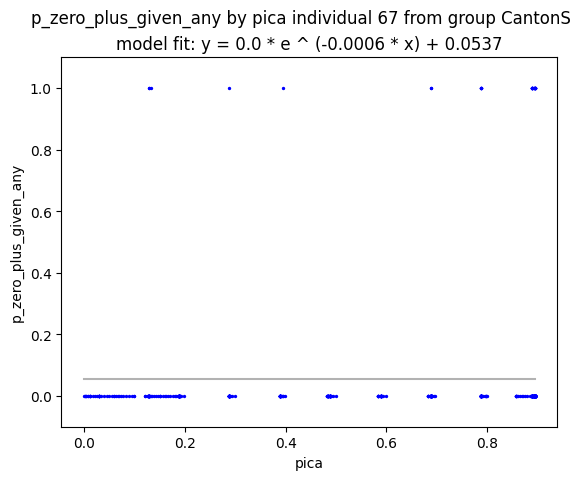 p_zero_plus_given_any by pica individual 67 from group CantonS
model fit: y = 0.0 * e ^ (-0.0006 * x) + 0.0537
1.0
0.8
0.6
0.4
0.2
0.0
p_zero_plus_given_any
0.0 0.2 0.4 0.6 0.8
pica